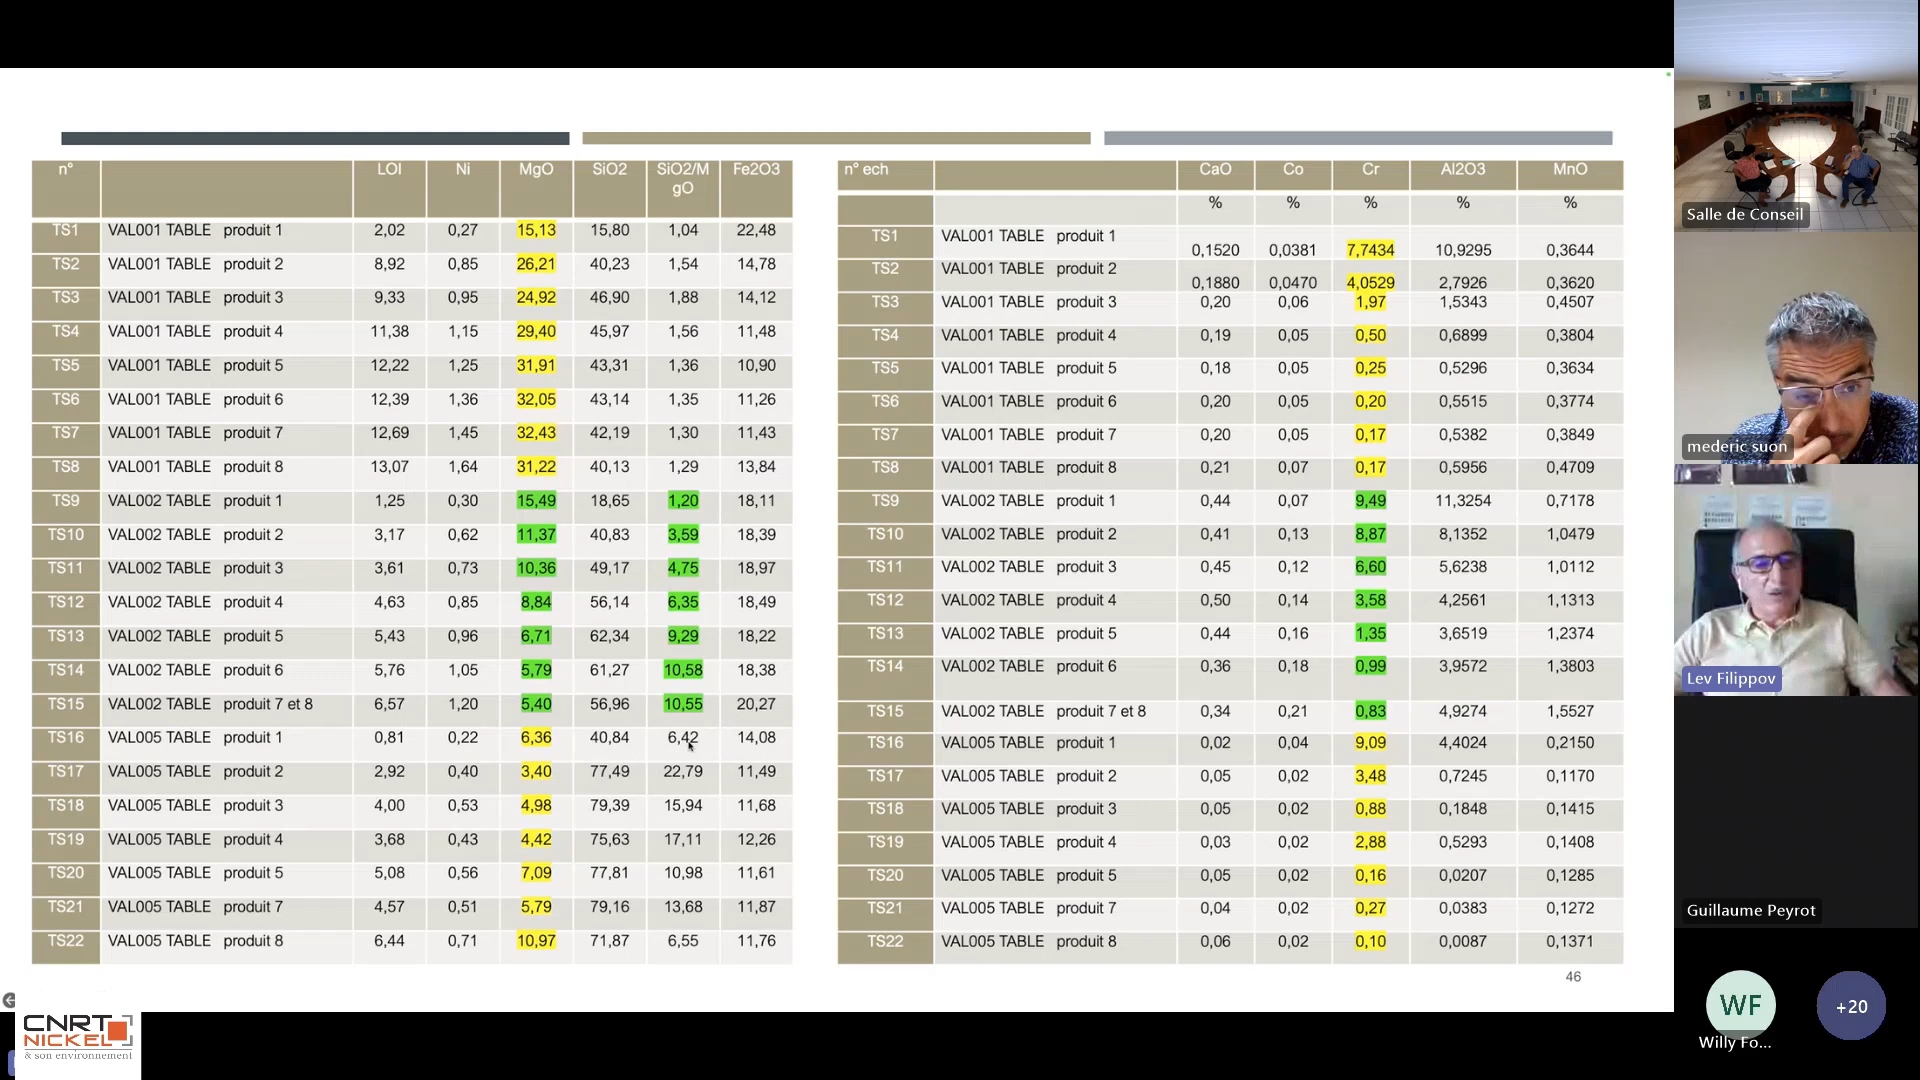 n° LOI Ni MgO SiO2 SiO2/M Fe2O3
gO
TS1 VAL001 TABLE produit 1 2,02 0,27 15,13 15,80 1,04 22,48
TS2 VAL001 TABLE produit 2 8,92 0,85 26,21 40,23 1,54 14,78
TS3 VAL001 TABLE produit 3 9,33 0,95 24,92 46,90 1,88 14,12
TS4 VAL001 TABLE produit 4 11,38 1,15 29,40 45,97 1,56 11,48
TS5 VAL001 TABLE produit 5 12,22 1,25 31,91 43,31 1,36 10,90
TS6 VAL001 TABLE produit 6 12,39 1,36 32,05 43,14 1,35 11,26
TS7 VAL001 TABLE produit 7 12,69 1,45 32,43 42,19 1,30 11,43
TS8 VAL001 TABLE produit 8 13,07 1,64 31,22 40,13 1,29 13,84
TS9 VAL002 TABLE produit 1 1,25 0,30 15,49 18,65 1,20 18,11
TS10 VAL002 TABLE produit 2 3,17 0,62 11,37 40,83 3,59 18,39
TS11 VAL002 TABLE produit 3 3,61 0,73 10,36 49,17 4,75 18,97
TS12 VAL002 TABLE produit 4 4,63 0,85 8,84 56,14 6,35 18,49
TS13 VAL002 TABLE produit 5 5,43 0,96 6,71 62,34 9,29 18,22
TS14 VAL002 TABLE produit 6 5,76 1,05 5,79 61,27 10,58 18,38
TS15 VAL002 TABLE produit 7 et 8 6,57 1,20 5,40 56,96 10,55 20,27
TS16 VAL005 TABLE produit 1 0,81 0,22 6,36 40,84 6,42 14,08
TS17 VAL005 TABLE produit 2 2,92 0,40 3,40 77,49 22,79 11,49
TS18 VAL005 TABLE produit 3 4,00 0,53 4,98 79,39 15,94 11,68
TS19 VAL005 TABLE produit 4 3,68 0,43 4,42 75,63 17,11 12,26
TS20 VAL005 TABLE produit 5 5,08 0,56 7,09 77,81 10,98 11,61
TS21 VAL005 TABLE produit 7 4,57 0,51 5,79 79,16 13,68 11,87
TS22 VAL005 TABLE produit 8 6,44 0,71 10,97 71,87 6,55 11,76
n° ech CaO Co Cr Al2O3 MnO
% % % % %
TS1 VAL001 TABLE produit 1 0,1520 0,0381 7,7434 10,9295 0,3644
TS2 VAL001 TABLE produit 2 0,1880 0,0470 4,0529 2,7926 0,3620
TS3 VAL001 TABLE produit 3 0,20 0,06 1,97 1,5343 0,4507
TS4 VAL001 TABLE produit 4 0,19 0,05 0,50 0,6899 0,3804
TS5 VAL001 TABLE produit 5 0,18 0,05 0,25 0,5296 0,3634
TS6 VAL001 TABLE produit 6 0,20 0,05 0,20 0,5515 0,3774
TS7 VAL001 TABLE produit 7 0,20 0,05 0,17 0,5382 0,3849
TS8 VAL001 TABLE produit 8 0,21 0,07 0,17 0,5956 0,4709
TS9 VAL002 TABLE produit 1 0,44 0,07 9,49 11,3254 0,7178
TS10 VAL002 TABLE produit 2 0,41 0,13 8,87 8,1352 1,0479
TS11 VAL002 TABLE produit 3 0,45 0,12 6,60 5,6238 1,0112
TS12 VAL002 TABLE produit 4 0,50 0,14 3,58 4,2561 1,1313
TS13 VAL002 TABLE produit 5 0,44 0,16 1,35 3,6519 1,2374
TS14 VAL002 TABLE produit 6 0,36 0,18 0,99 3,9572 1,3803
TS15 VAL002 TABLE produit 7 et 8 0,34 0,21 0,83 4,9274 1,5527
TS16 VAL005 TABLE produit 1 0,02 0,04 9,09 4,4024 0,2150
TS17 VAL005 TABLE produit 2 0,05 0,02 3,48 0,7245 0,1170
TS18 VAL005 TABLE produit 3 0,05 0,02 0,88 0,1848 0,1415
TS19 VAL005 TABLE produit 4 0,03 0,02 2,88 0,5293 0,1408
TS20 VAL005 TABLE produit 5 0,05 0,02 0,16 0,0207 0,1285
TS21 VAL005 TABLE produit 7 0,04 0,02 0,27 0,0383 0,1272
TS22 VAL005 TABLE produit 8 0,06 0,02 0,10 0,0087 0,1371
46
CNRT
NICKEL
& son environnement
Salle de Conseil
mederic suon
Lev Filippov
Guillaume Peyrot
WF
Willy Fo...
+20